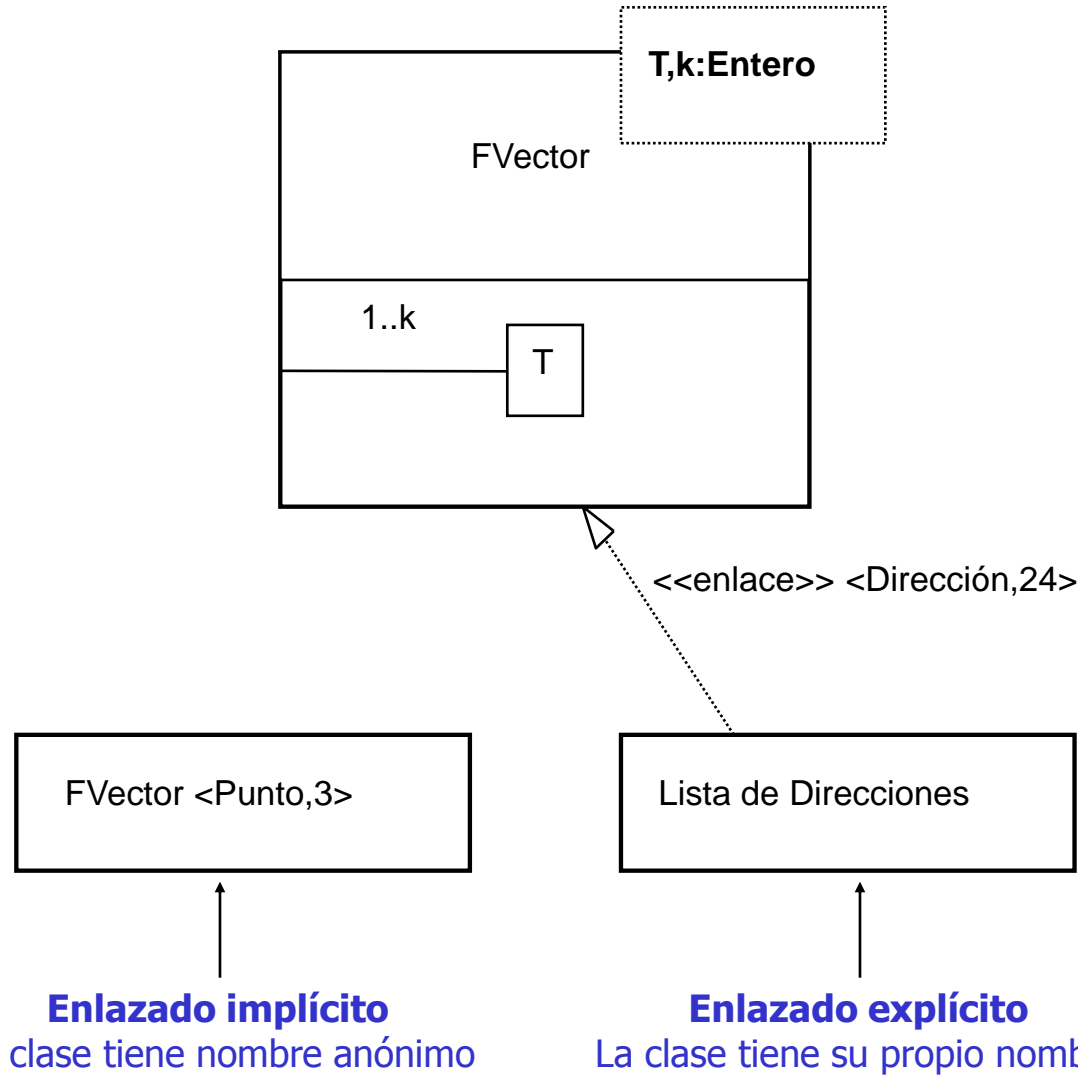 T,k:Entero
FVector
1..k
T
<<enlace>> <Dirección,24>
FVector <Punto,3>
Lista de Direcciones
Enlazado implícito
clase tiene nombre anónimo
Enlazado explícito
La clase tiene su propio